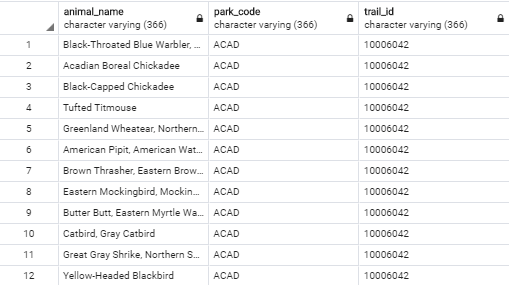 animal_name park_code trail_id
character varying (366) character varying (366) character varying (366)
1 Black-Throated Blue Warbler, ... ACAD 10006042
2 Acadian Boreal Chickadee ACAD 10006042
3 Black-Capped Chickadee ACAD 10006042
4 Tufted Titmouse ACAD 10006042
5 Greenland Wheatear, Northern... ACAD 10006042
6 American Pipit, American Wat... ACAD 10006042
7 Brown Thrasher, Eastern Brow... ACAD 10006042
8 Eastern Mockingbird, Mockin... ACAD 10006042
9 Butter Butt, Eastern Myrtle Wa... ACAD 10006042
10 Catbird, Gray Catbird ACAD 10006042
11 Great Gray Shrike, Northern S... ACAD 10006042
12 Yellow-Headed Blackbird ACAD 10006042